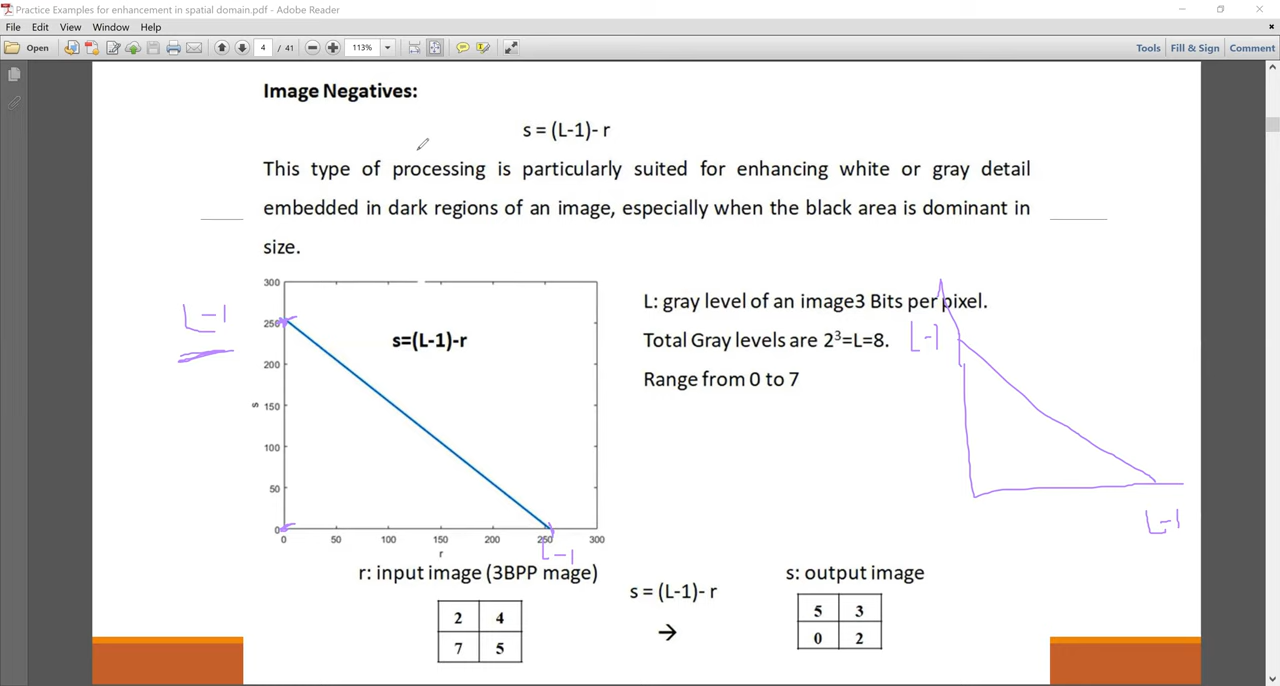 Practice Examples for enhancement in spatial domain.pdf - Adobe Reader
File Edit View Window Help
Open 4 / 41 113% Tools Fill & Sign Comment
Image Negatives:
s = (L-1)- r
This type of processing is particularly suited for enhancing white or gray detail
embedded in dark regions of an image, especially when the black area is dominant in
size.
300
250
200
150
100
50
0
s
L-1
s=(L-1)-r
0 50 100 150 200 250 300
r
L-1
L: gray level of an image3 Bits per pixel.
Total Gray levels are 2³=L=8.
Range from 0 to 7
L-1
L-1
r: input image (3BPP mage)
2 4
7 5
s = (L-1)- r
→
s: output image
5 3
0 2